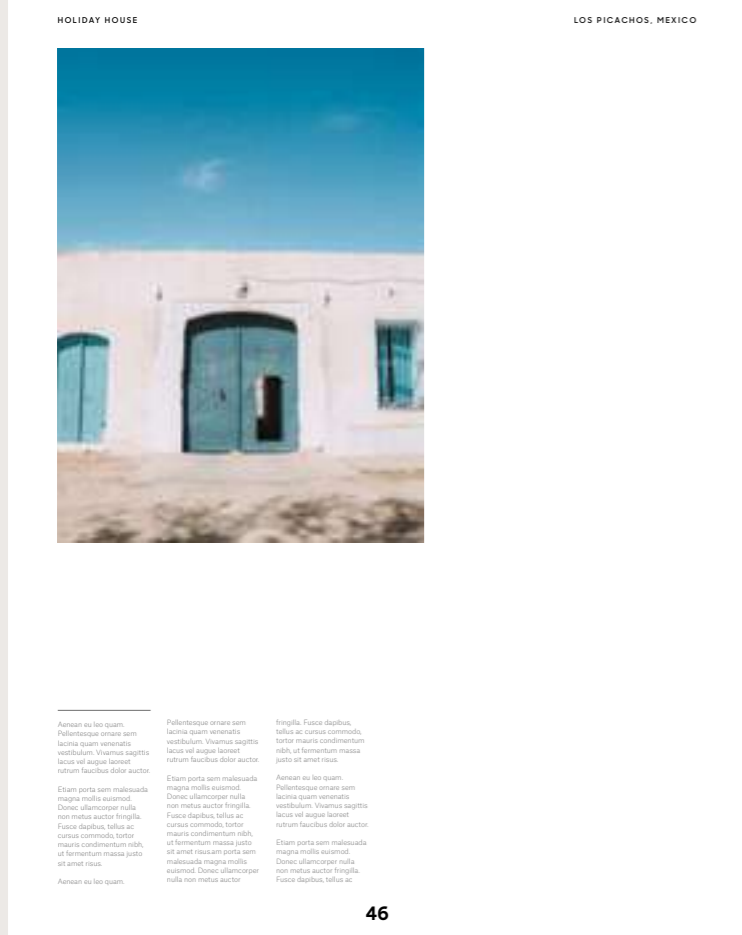 HOLIDAY HOUSE
LOS PICACHOS, MEXICO
Aenean eu leo quam.
Pellentesque ornare sem
lacinia quam venenatis
vestibulum. Vivamus sagittis
lacus vel augue laoreet
rutrum faucibus dolor auctor.
Etiam porta sem malesuada
magna mollis euismod.
Donec ullamcorper nulla
non metus auctor fringilla.
Fusce dapibus, tellus ac
cursus commodo, tortor
mauris condimentum nibh,
ut fermentum massa justo
sit amet risus.
Aenean eu leo quam.
Pellentesque ornare sem
lacinia quam venenatis
vestibulum. Vivamus sagittis
lacus vel augue laoreet
rutrum faucibus dolor auctor.
Etiam porta sem malesuada
magna mollis euismod.
Donec ullamcorper nulla
non metus auctor fringilla.
Fusce dapibus, tellus ac
cursus commodo, tortor
mauris condimentum nibh,
ut fermentum massa justo
sit amet risus.am porta sem
malesuada magna mollis
euismod. Donec ullamcorper
nulla non metus auctor
fringilla. Fusce dapibus,
tellus ac cursus commodo,
tortor mauris condimentum
nibh, ut fermentum massa
justo sit amet risus.
Aenean eu leo quam.
Pellentesque ornare sem
lacinia quam venenatis
vestibulum. Vivamus sagittis
lacus vel augue laoreet
rutrum faucibus dolor auctor.
Etiam porta sem malesuada
magna mollis euismod.
Donec ullamcorper nulla
non metus auctor fringilla.
Fusce dapibus, tellus ac
46